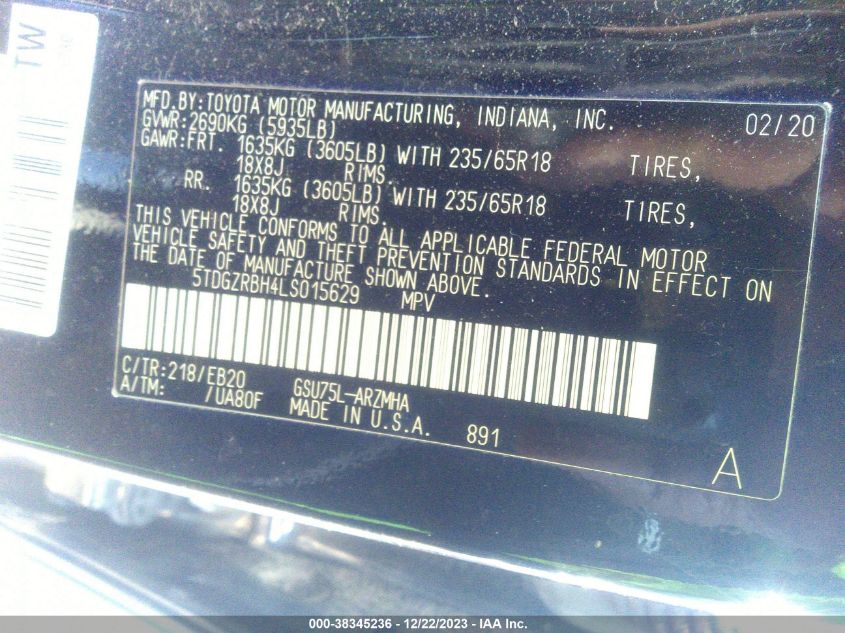 TW
MFD.BY:TOYOTA MOTOR MANUFACTURING, INDIANA, INC. 02/20
GVWR:2690KG (5935LB)
GAWR:FRT. 1635KG (3605LB) WITH 235/65R18 TIRES,
18X8J RIMS.
RR. 1635KG (3605LB) WITH 235/65R18 TIRES,
18X8J RIMS.
THIS VEHICLE CONFORMS TO ALL APPLICABLE FEDERAL MOTOR
VEHICLE SAFETY AND THEFT PREVENTION STANDARDS IN EFFECT ON
THE DATE OF MANUFACTURE SHOWN ABOVE.
5TDGZRBH4LS015629 MPV
C/TR:218/EB20 GSU75L-ARZMHA
A/TM: /UA80F MADE IN U.S.A. 891
A
000-38345236 - 12/22/2023 - IAA Inc.